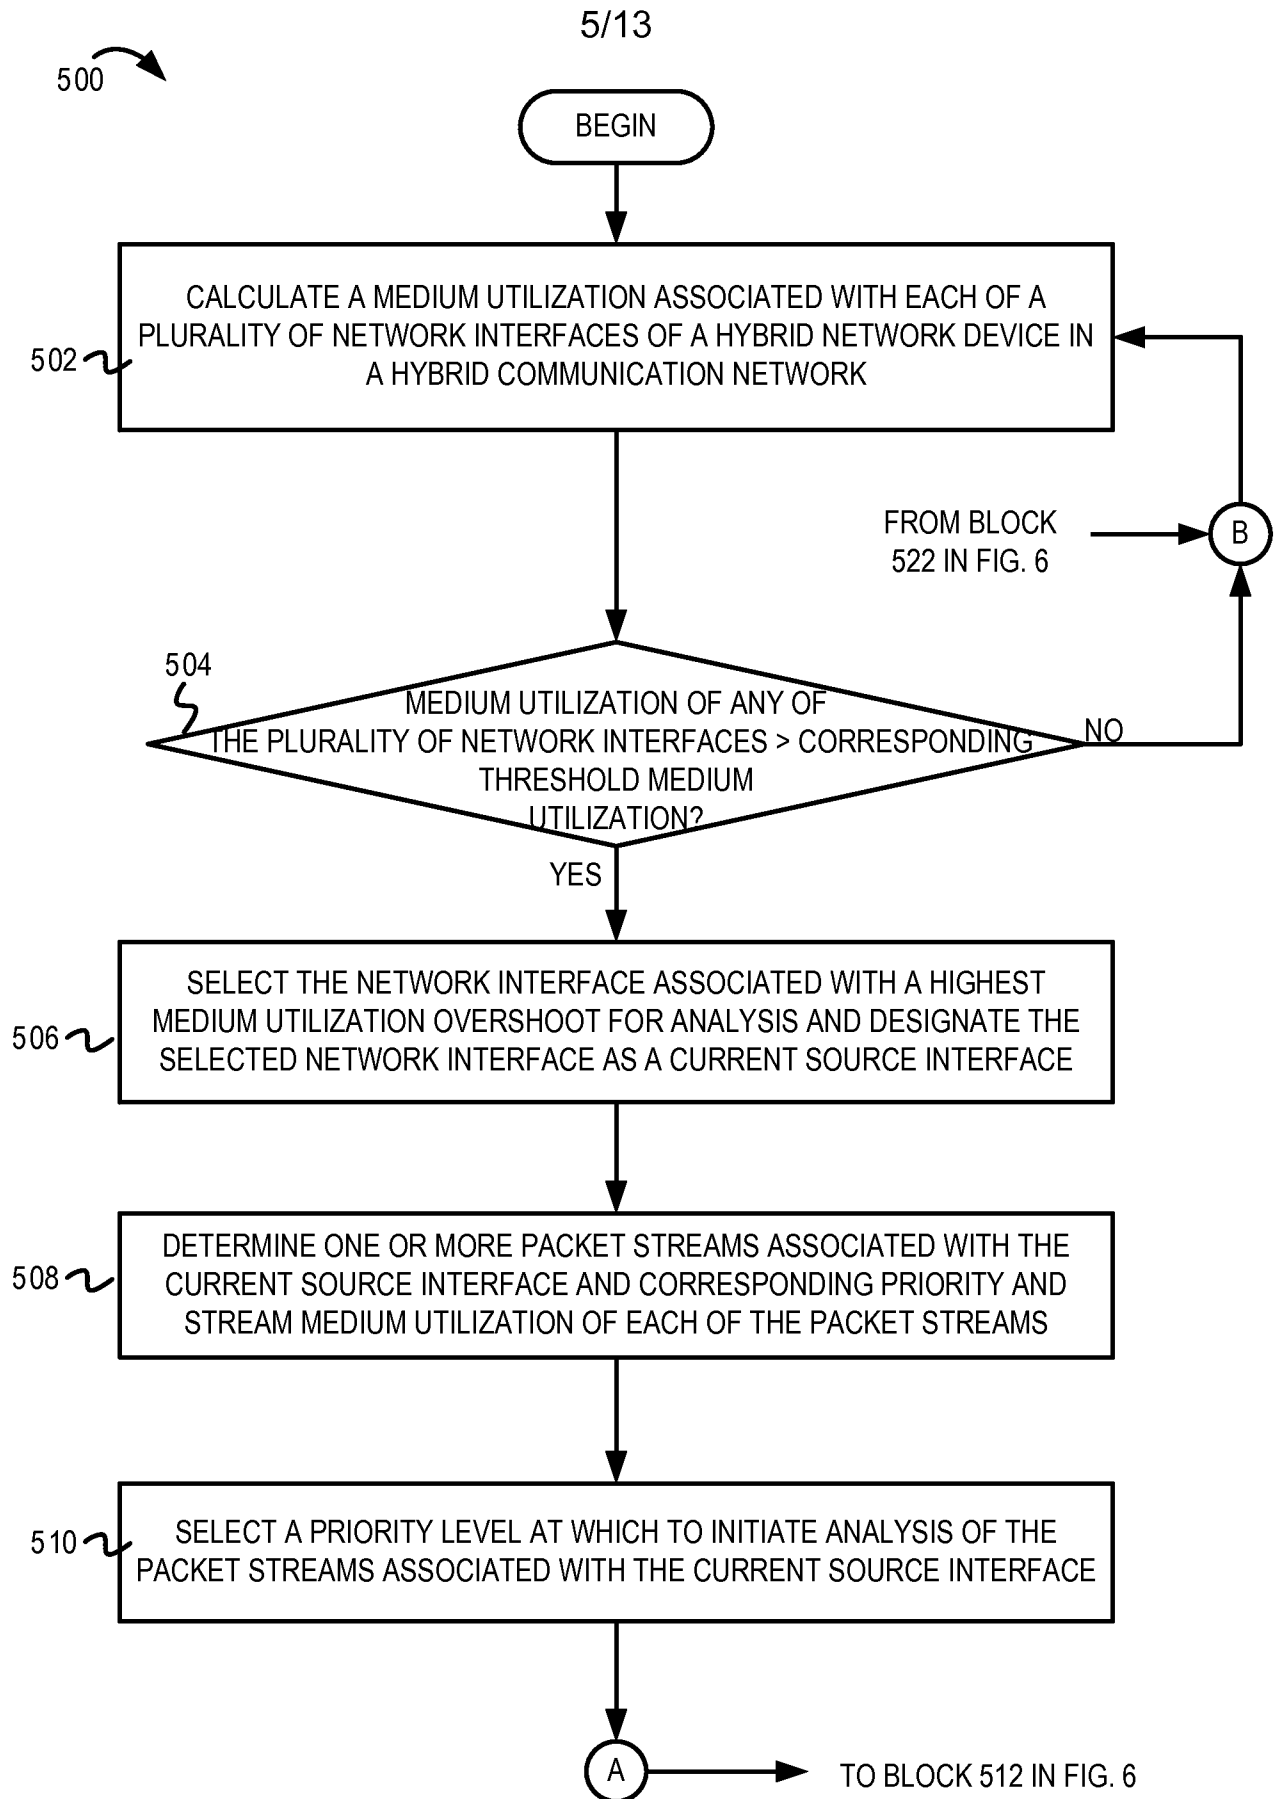 5/13
500
BEGIN
CALCULATE A MEDIUM UTILIZATION ASSOCIATED WITH EACH OF A
PLURALITY OF NETWORK INTERFACES OF A HYBRID NETWORK DEVICE IN
A HYBRID COMMUNICATION NETWORK
502
FROM BLOCK
522 IN FIG. 6
B
504
MEDIUM UTILIZATION OF ANY OF
THE PLURALITY OF NETWORK INTERFACES > CORRESPONDING
THRESHOLD MEDIUM
UTILIZATION?
NO
YES
SELECT THE NETWORK INTERFACE ASSOCIATED WITH A HIGHEST
MEDIUM UTILIZATION OVERSHOOT FOR ANALYSIS AND DESIGNATE THE
SELECTED NETWORK INTERFACE AS A CURRENT SOURCE INTERFACE
506
DETERMINE ONE OR MORE PACKET STREAMS ASSOCIATED WITH THE
CURRENT SOURCE INTERFACE AND CORRESPONDING PRIORITY AND
STREAM MEDIUM UTILIZATION OF EACH OF THE PACKET STREAMS
508
SELECT A PRIORITY LEVEL AT WHICH TO INITIATE ANALYSIS OF THE
PACKET STREAMS ASSOCIATED WITH THE CURRENT SOURCE INTERFACE
510
A
TO BLOCK 512 IN FIG. 6